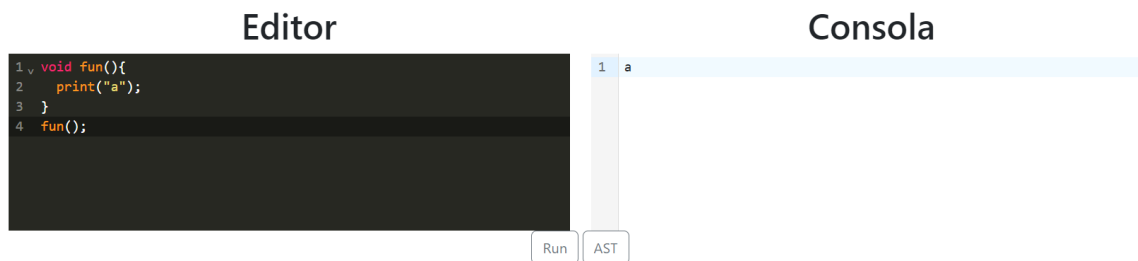 Editor
1 void fun(){
2 print("a");
3 }
4 fun();
Consola
1 a
Run
AST